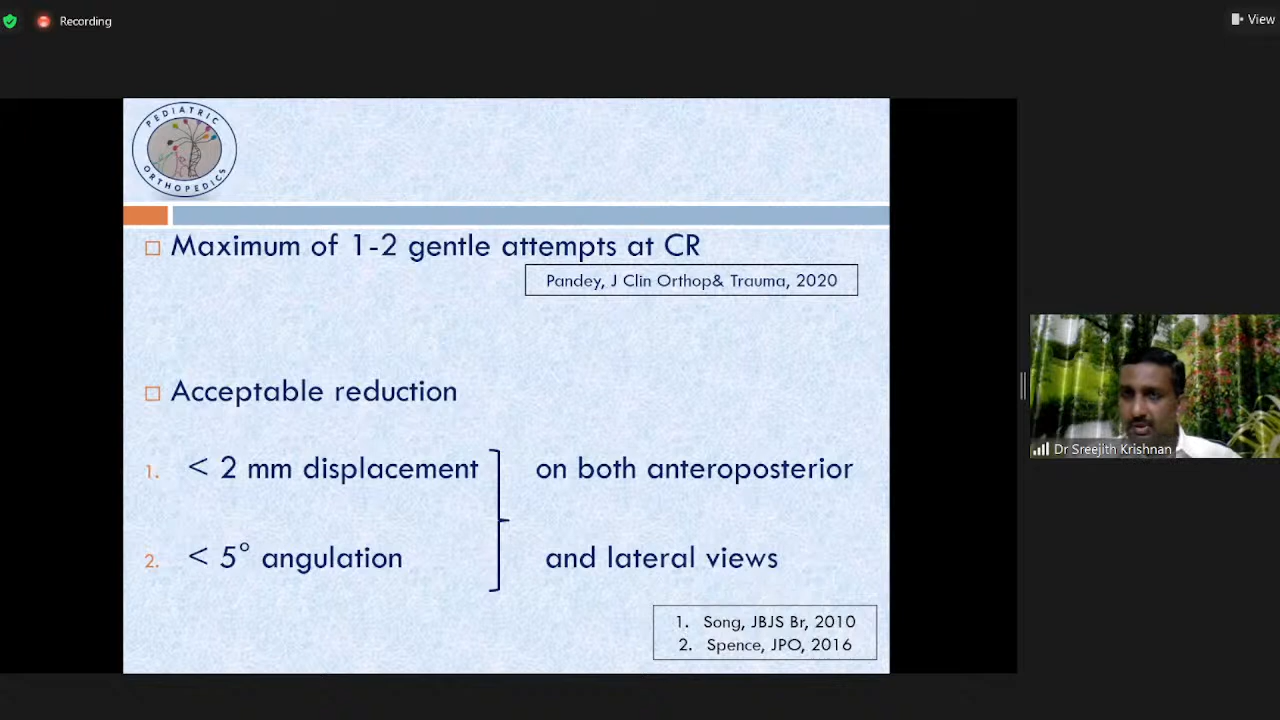 Recording
View
PEDIATRIC
ORTHOPEDICS
Maximum of 1-2 gentle attempts at CR
Pandey, J Clin Orthop& Trauma, 2020
Acceptable reduction
1. < 2 mm displacement on both anteroposterior
2. < 5° angulation and lateral views
1. Song, JBJS Br, 2010
2. Spence, JPO, 2016
Dr Sreejith Krishnan